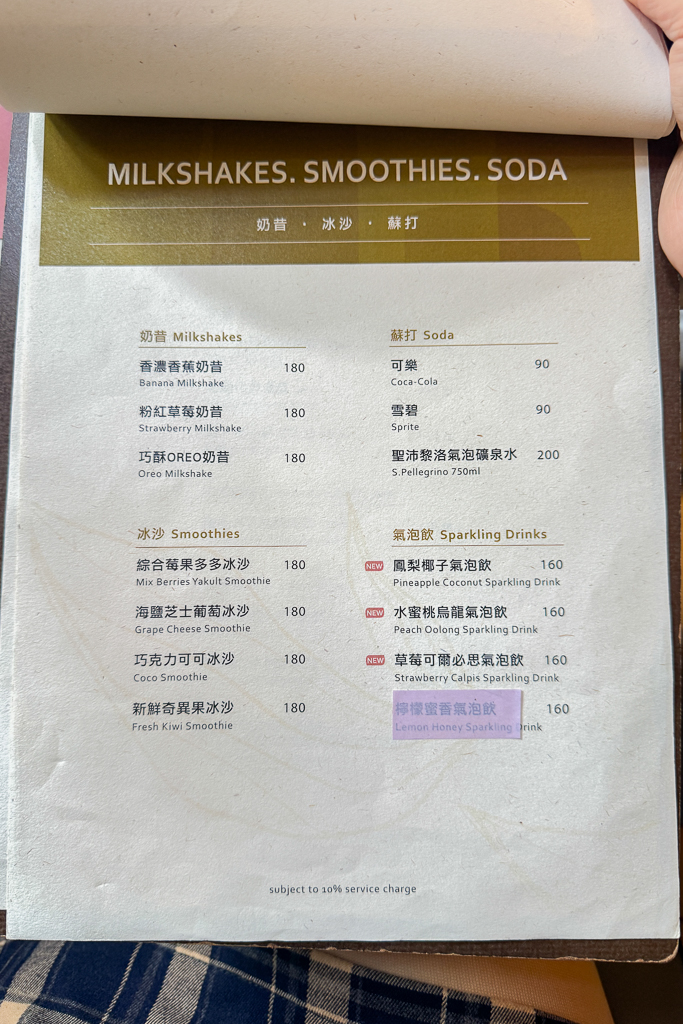 MILKSHAKES. SMOOTHIES. SODA
奶昔 · 冰沙 · 蘇打
奶昔 Milkshakes
香濃香蕉奶昔 180
Banana Milkshake
粉紅草莓奶昔 180
Strawberry Milkshake
巧酥OREO奶昔 180
Oreo Milkshake
蘇打 Soda
可樂 90
Coca-Cola
雪碧 90
Sprite
聖沛黎洛氣泡礦泉水 200
S.Pellegrino 750ml
冰沙 Smoothies
綜合莓果多多冰沙 180
Mix Berries Yakult Smoothie
海鹽芝士葡萄冰沙 180
Grape Cheese Smoothie
巧克力可可冰沙 180
Coco Smoothie
新鮮奇異果冰沙 180
Fresh Kiwi Smoothie
氣泡飲 Sparkling Drinks
NEW 鳳梨椰子氣泡飲 160
Pineapple Coconut Sparkling Drink
NEW 水蜜桃烏龍氣泡飲 160
Peach Oolong Sparkling Drink
NEW 草莓可爾必思氣泡飲 160
Strawberry Calpis Sparkling Drink
檸檬蜜香氣泡飲 160
Lemon Honey Sparkling Drink
subject to 10% service charge